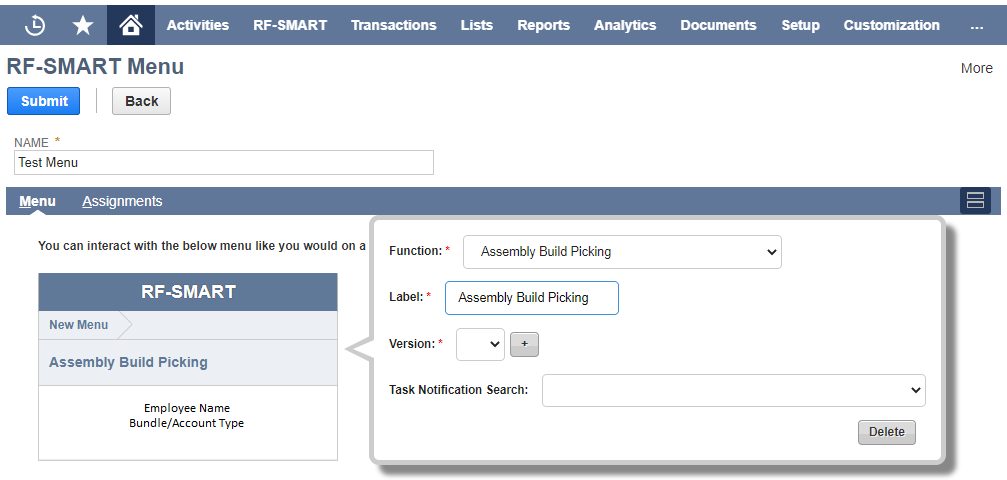 Activities RF-SMART Transactions Lists Reports Analytics Documents Setup Customization ...
RF-SMART Menu
More
Submit Back
NAME *
Test Menu
Menu Assignments
You can interact with the below menu like you would on a
Function: * Assembly Build Picking
Label: * Assembly Build Picking
Version: * +
Task Notification Search:
Delete
RF-SMART
New Menu
Assembly Build Picking
Employee Name
Bundle/Account Type